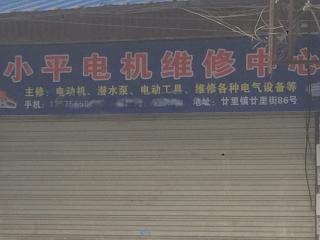 小平电机维修中心
主修：电动机、潜水泵、电动工具、维修各种电气设备等
手机： 地址：廿里镇廿里街86号